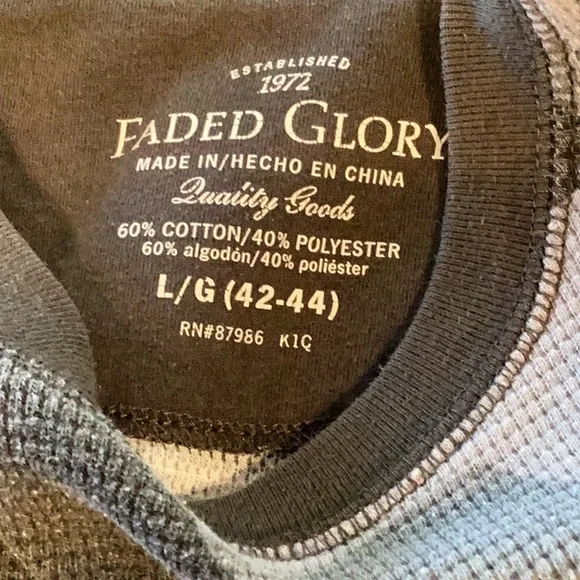 ESTABLISHED
1972
FADED GLORY
MADE IN/HECHO EN CHINA
Quality Goods
60% COTTON/40% POLYESTER
60% algodón/40% poliéster
L/G (42-44)
RN#87986 K1Q